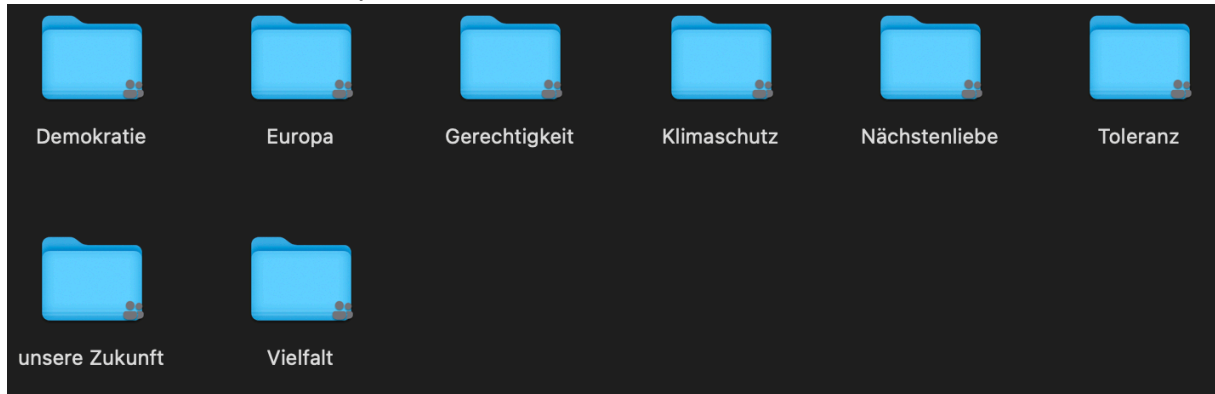 Demokratie
Europa
Gerechtigkeit
Klimaschutz
Nächstenliebe
Toleranz
unsere Zukunft
Vielfalt